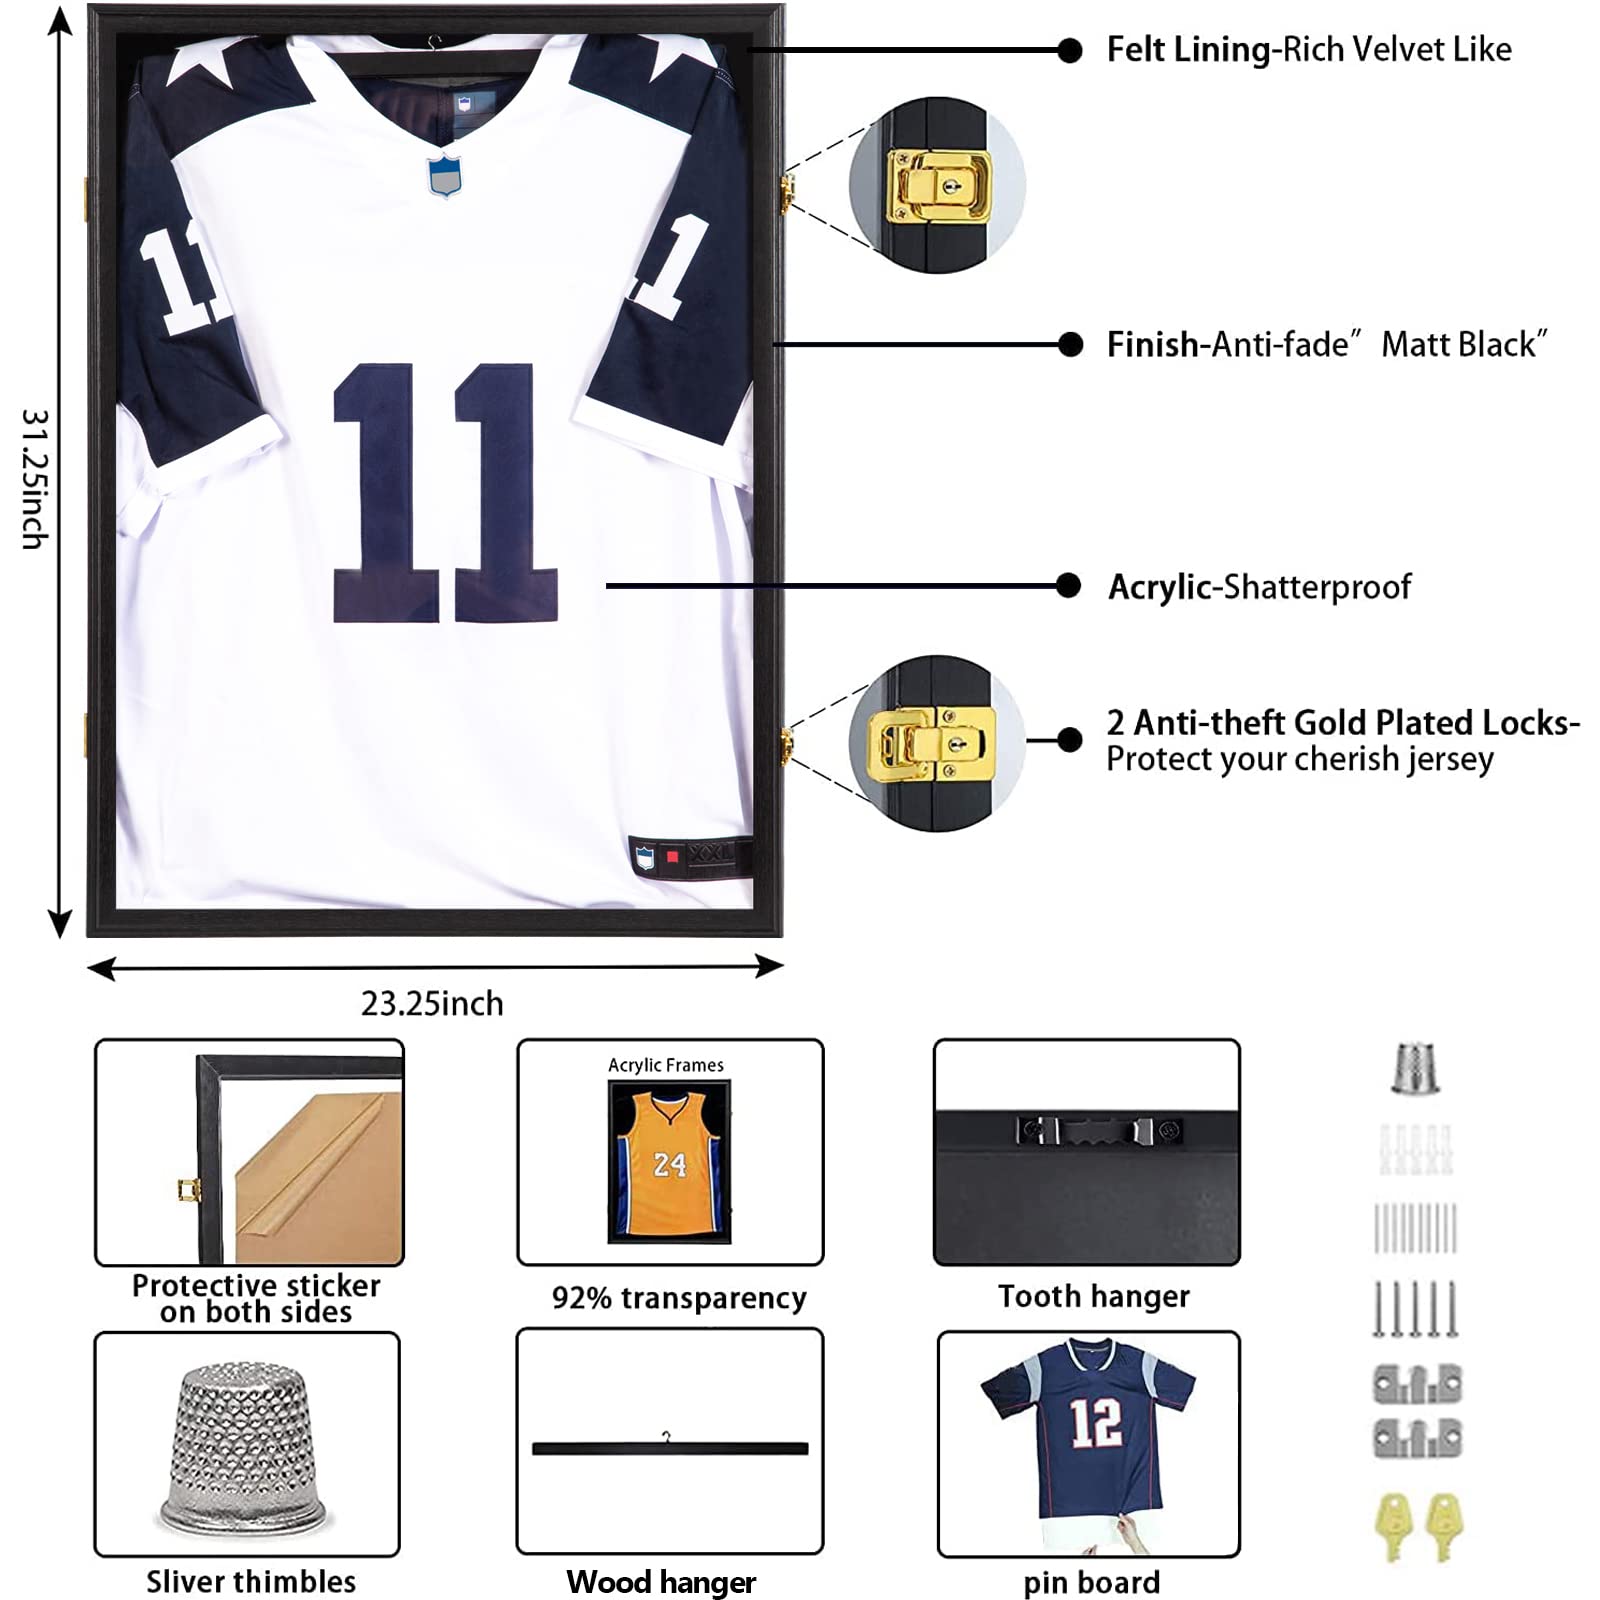 Felt Lining-Rich Velvet Like
11
11
Finish-Anti-fade” Matt Black”
11
31.25inch
Acrylic-Shatterproof
2 Anti-theft Gold Plated Locks-
Protect your cherish jersey
XXL
23.25inch
Acrylic Frames
24
Protective sticker
on both sides
92% transparency
Tooth hanger
12
Sliver thimbles
Wood hanger
pin board